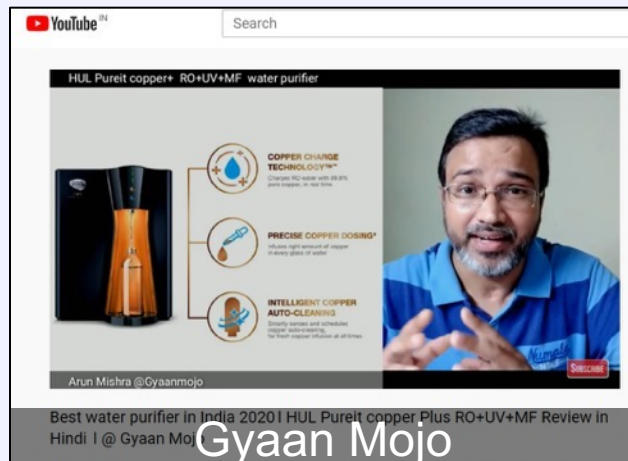 YouTube IN
Search
HUL Pureit copper+ RO+UV+MF water purifier
COPPER CHARGE
TECHNOLOGY™
Charges RO water with 99.8%
pure copper, in real time
PRECISE COPPER DOSING*
Infuses right amount of copper
in every glass of water
INTELLIGENT COPPER
AUTO-CLEANING
Smartly senses and schedules
copper auto-cleaning,
for fresh copper infusion at all times
SUBSCRIBE
Arun Mishra @Gyaanmojo
Best water purifier in India 2020 l HUL Pureit copper Plus RO+UV+MF Review in
Hindi l @ Gyaan Mojo
Gyaan Mojo